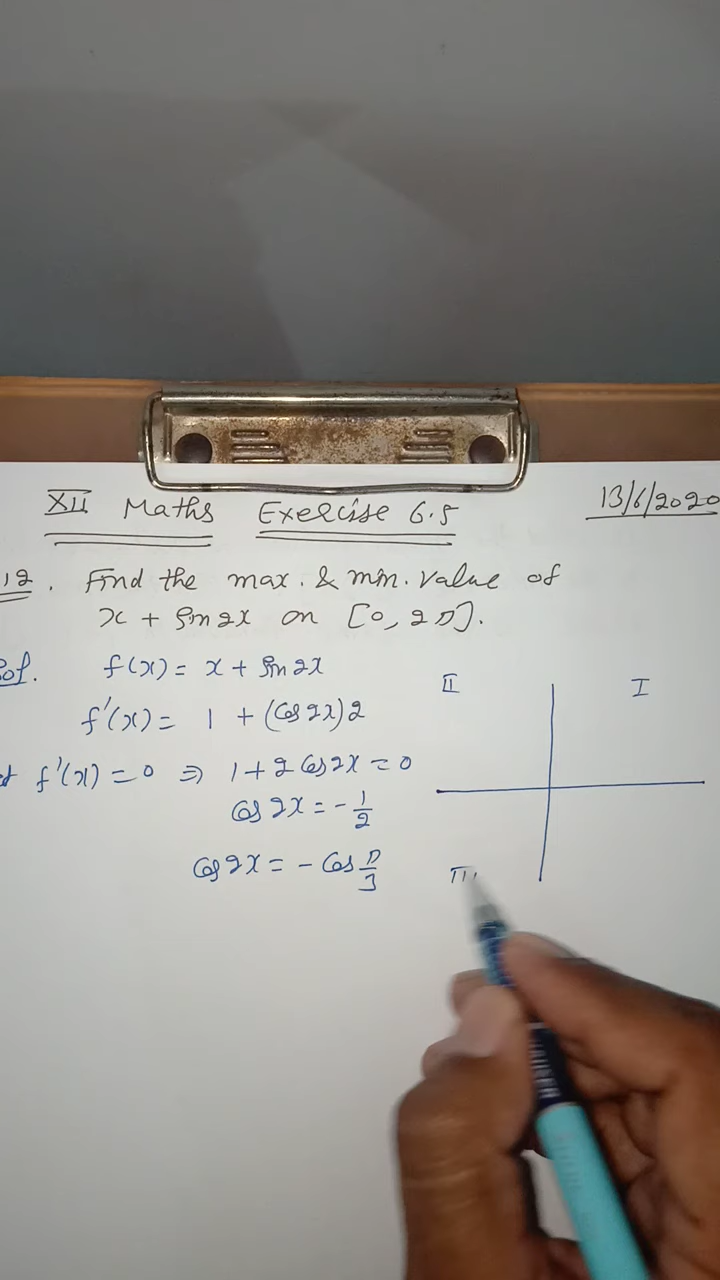 XII Maths Exercise 6.5 13/6/2020
12. Find the max. & min. value of
x + sin 2x on [0, 2π].
Sol. f(x) = x + sin 2x
f'(x) = 1 + (cos 2x) 2
f'(x) = 0 ⇒ 1 + 2 cos 2x = 0
cos 2x = - 1/2
cos 2x = - cos π/3
II I
III